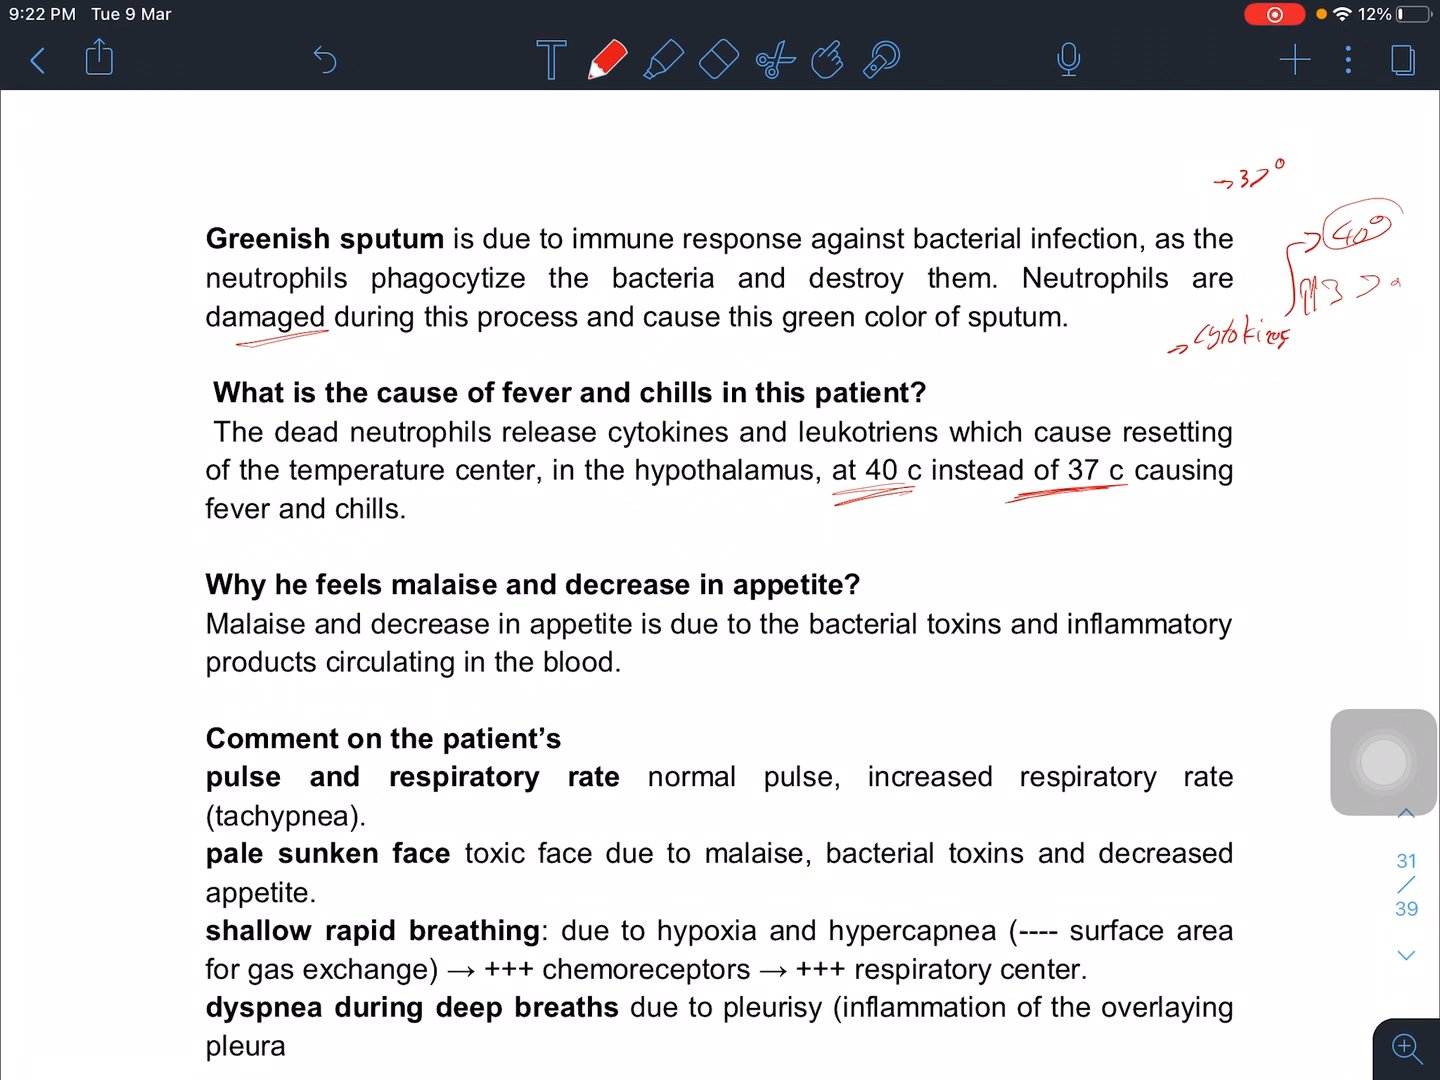 9:22 PM Tue 9 Mar
12%
→37°
Greenish sputum is due to immune response against bacterial infection, as the
→40°
neutrophils phagocytize the bacteria and destroy them. Neutrophils are
damaged during this process and cause this green color of sputum.
→ cytokines
What is the cause of fever and chills in this patient?
The dead neutrophils release cytokines and leukotriens which cause resetting
of the temperature center, in the hypothalamus, at 40 c instead of 37 c causing
fever and chills.
Why he feels malaise and decrease in appetite?
Malaise and decrease in appetite is due to the bacterial toxins and inflammatory
products circulating in the blood.
Comment on the patient’s
pulse and respiratory rate normal pulse, increased respiratory rate
(tachypnea).
pale sunken face toxic face due to malaise, bacterial toxins and decreased
appetite.
shallow rapid breathing: due to hypoxia and hypercapnea (---- surface area
for gas exchange) → +++ chemoreceptors → +++ respiratory center.
dyspnea during deep breaths due to pleurisy (inflammation of the overlaying
pleura
31
/
39